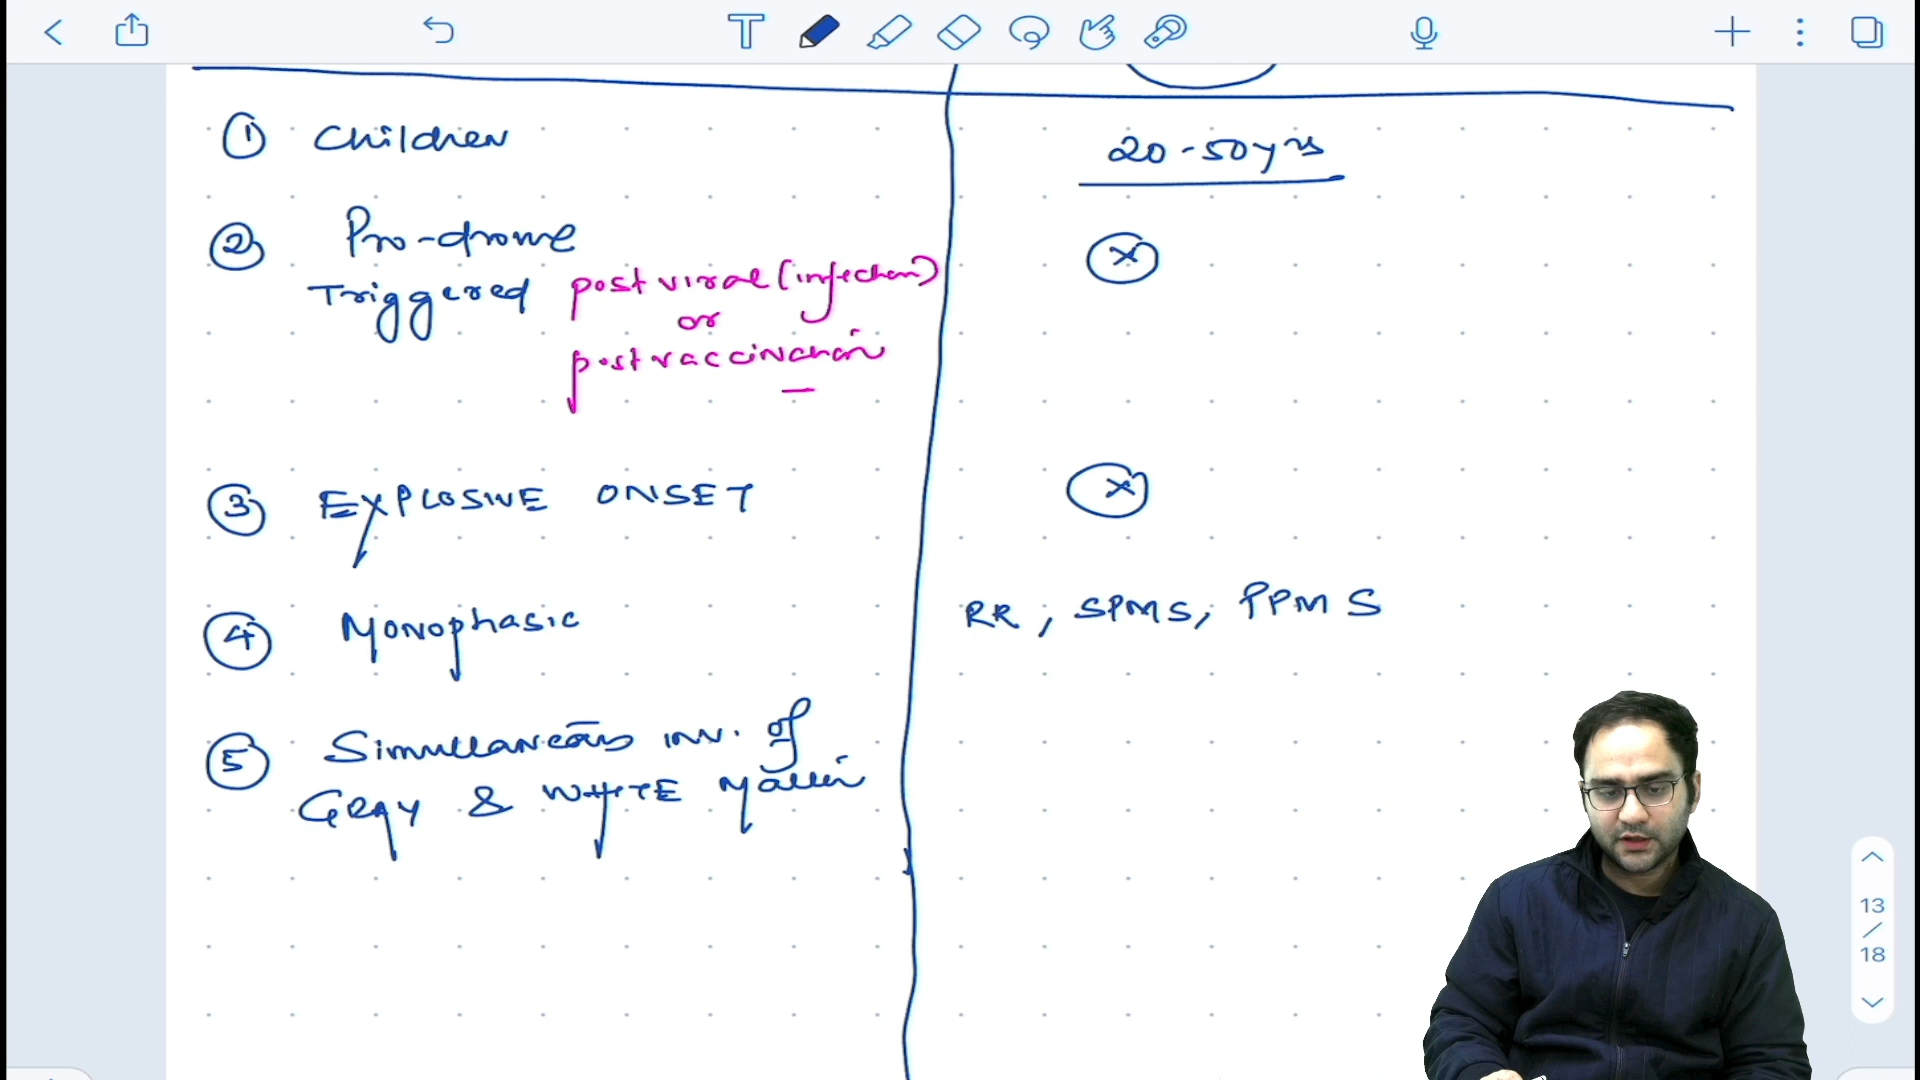 ① Children
20-50yrs
② Pro-drome
Triggered post viral (infection)
or
post vaccination
X
③ EXPLOSIVE ONSET
X
④ Monophasic
RR, SPMS, PPMS
⑤ Simultaneous inv. of
GRAY & WHITE Matter
T
13
/
18